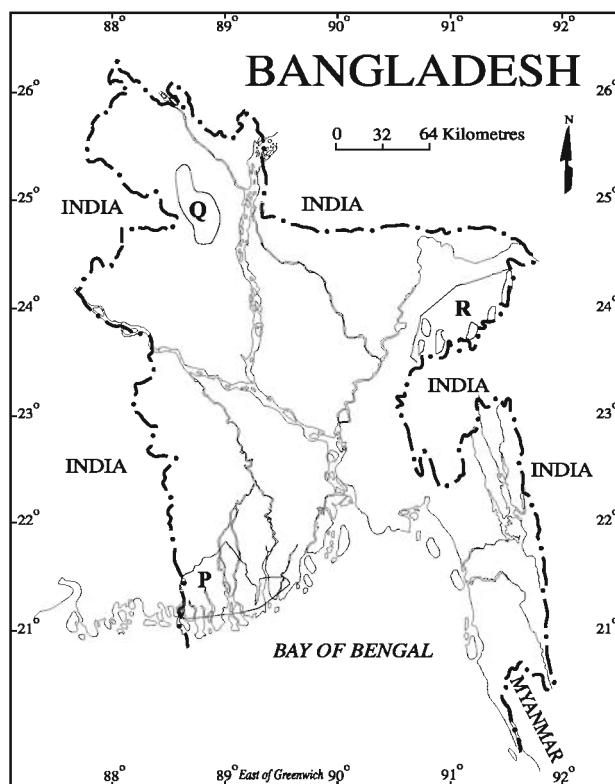 88° 89° 90° 91° 92°
BANGLADESH
26° 26°
0 32 64 Kilometres
N
25° 25°
INDIA Q INDIA
24° 24°
R
23° INDIA 23°
INDIA INDIA
22° 22°
P
21° 21°
BAY OF BENGAL
MYANMAR
88° 89° East of Greenwich 90° 91° 92°